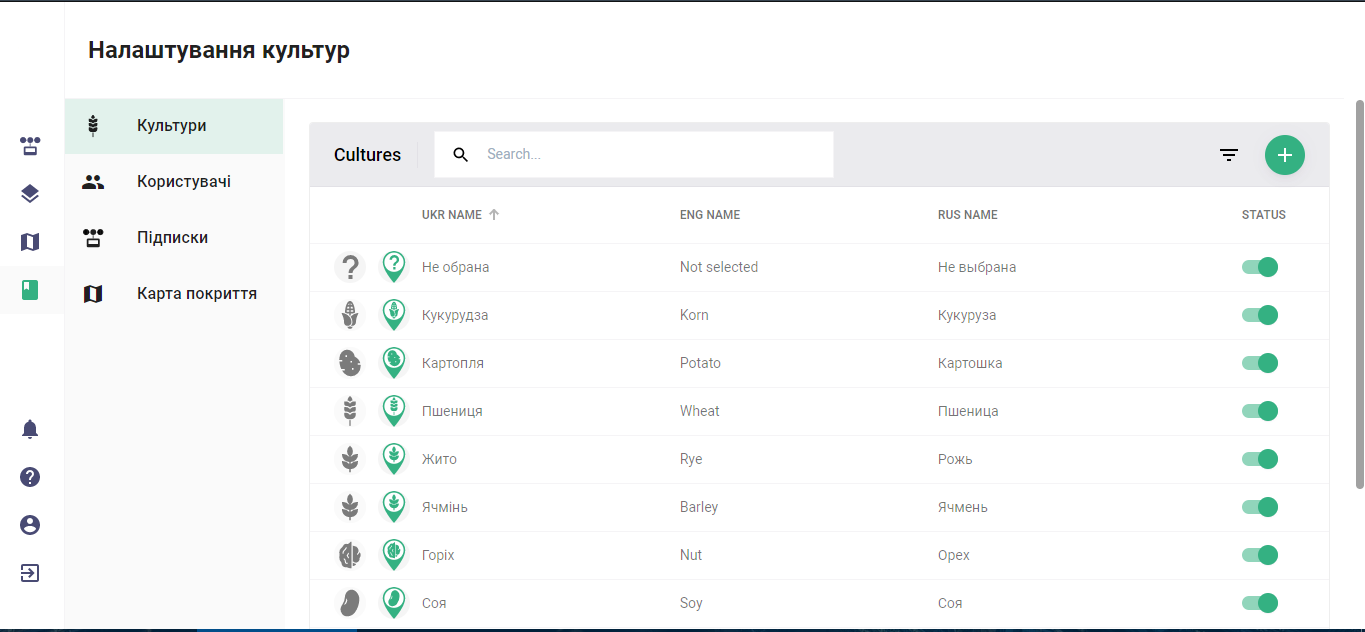 Налаштування культур
Культури
Користувачі
Підписки
Карта покриття
Cultures Search...
UKR NAME ENG NAME RUS NAME STATUS
Не обрана Not selected Не выбрана
Кукурудза Korn Кукуруза
Картопля Potato Картошка
Пшениця Wheat Пшеница
Жито Rye Рожь
Ячмінь Barley Ячмень
Горіх Nut Орех
Соя Soy Соя